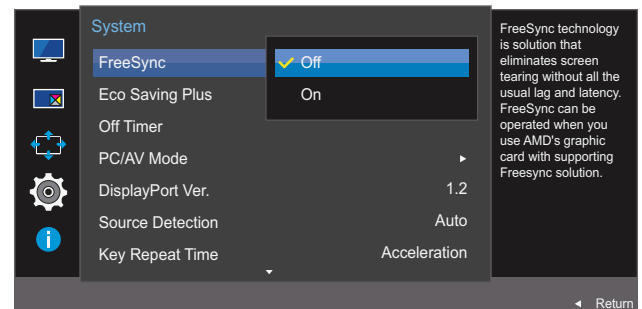 System
FreeSync
Off
On
Eco Saving Plus
Off Timer
PC/AV Mode
DisplayPort Ver. 1.2
Source Detection Auto
Key Repeat Time Acceleration
FreeSync technology
is solution that
eliminates screen
tearing without all the
usual lag and latency.
FreeSync can be
operated when you
use AMD's graphic
card with supporting
Freesync solution.
Return